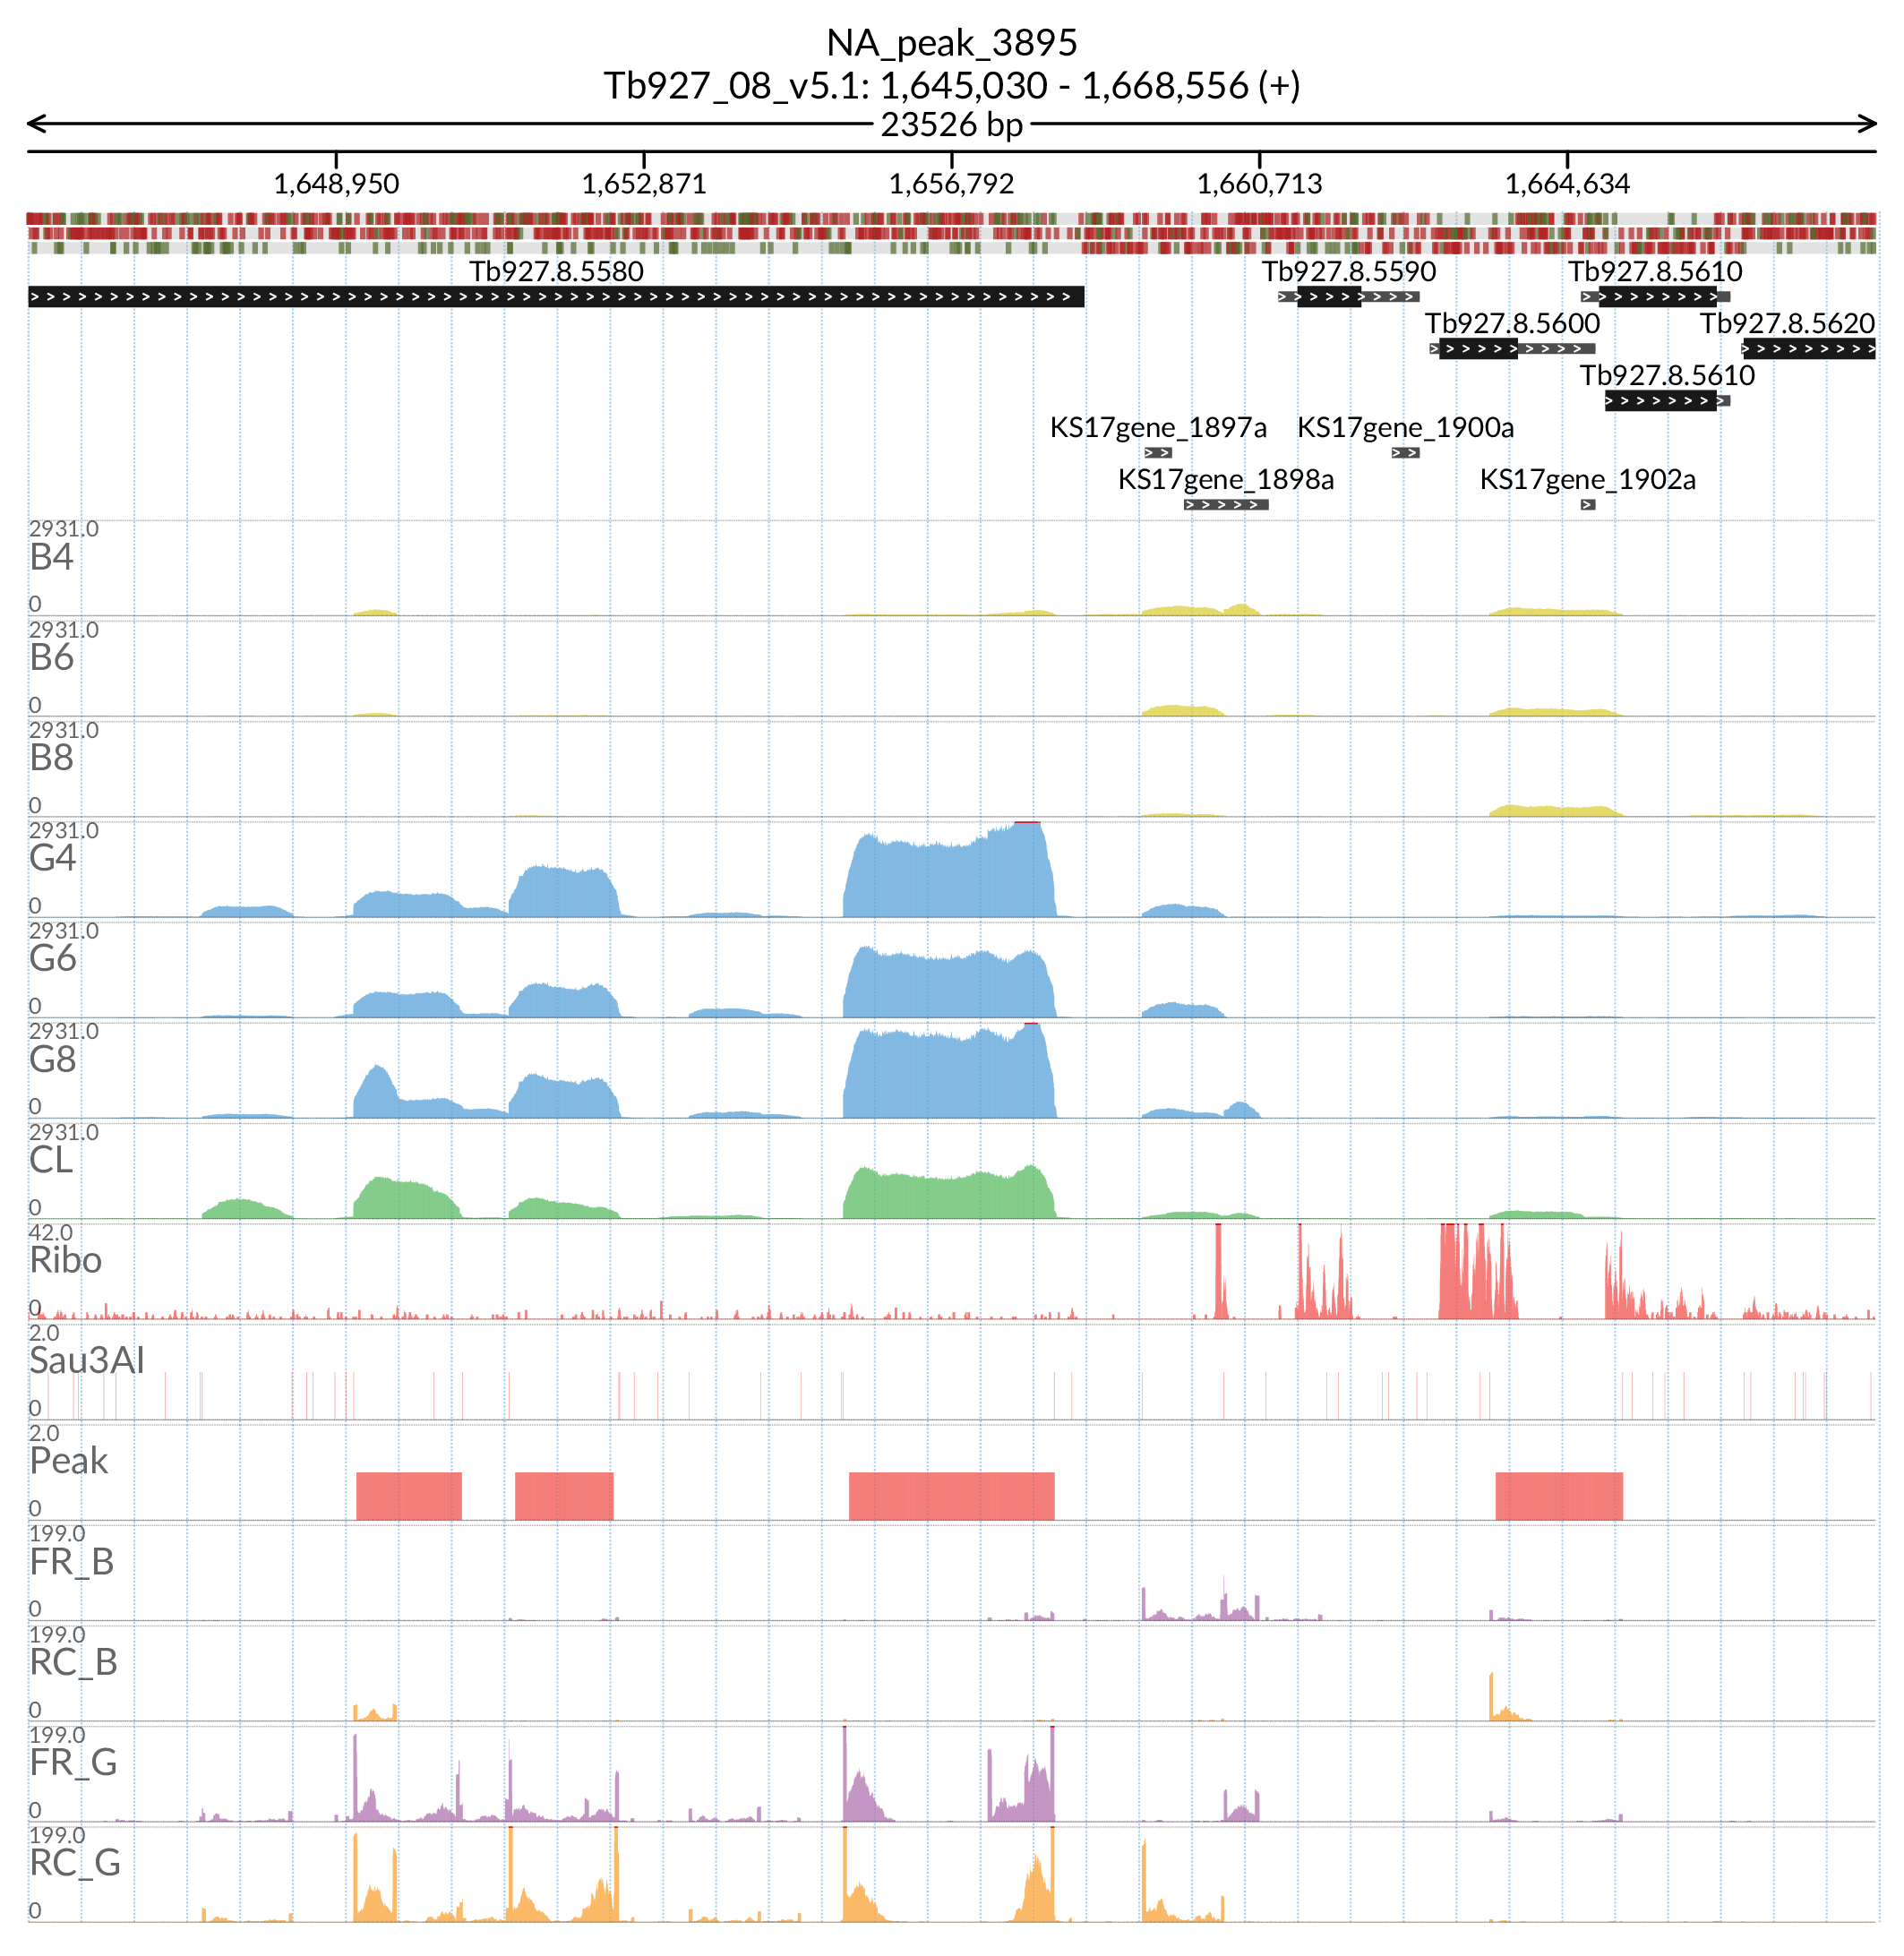 NA_peak_3895
Tb927_08_v5.1: 1,645,030 - 1,668,556 (+)
23526 bp
1,648,950 1,652,871 1,656,792 1,660,713 1,664,634
Tb927.8.5580 Tb927.8.5590 Tb927.8.5610
Tb927.8.5600 Tb927.8.5620
Tb927.8.5610
KS17gene_1897a KS17gene_1900a
KS17gene_1898a KS17gene_1902a
2931.0
B4
0
2931.0
B6
0
2931.0
B8
0
2931.0
G4
0
2931.0
G6
0
2931.0
G8
0
2931.0
CL
0
42.0
Ribo
0
2.0
Sau3AI
0
2.0
Peak
0
199.0
FR_B
0
199.0
RC_B
0
199.0
FR_G
0
199.0
RC_G
0